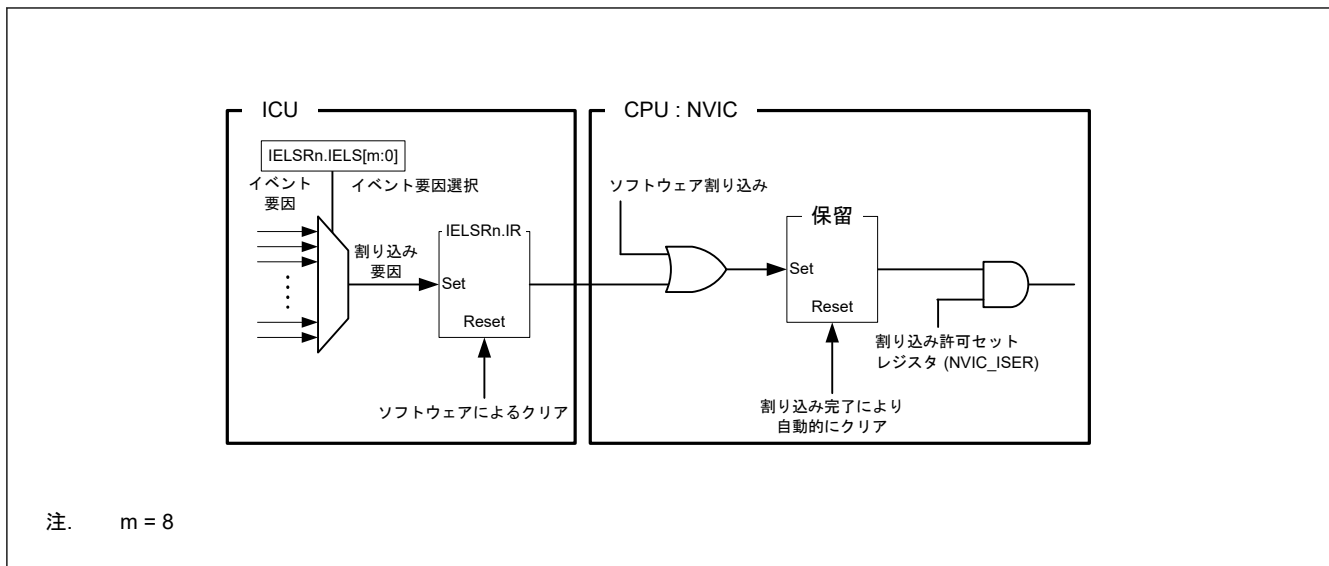 ICU
CPU : NVIC
IELSRn.IELS[m:0]
イベント
要因
イベント要因選択
割り込み
要因
IELSRn.IR
Set
Reset
ソフトウェアによるクリア
ソフトウェア割り込み
保留
Set
Reset
割り込み許可セット
レジスタ (NVIC_ISER)
割り込み完了により
自動的にクリア
注. m = 8